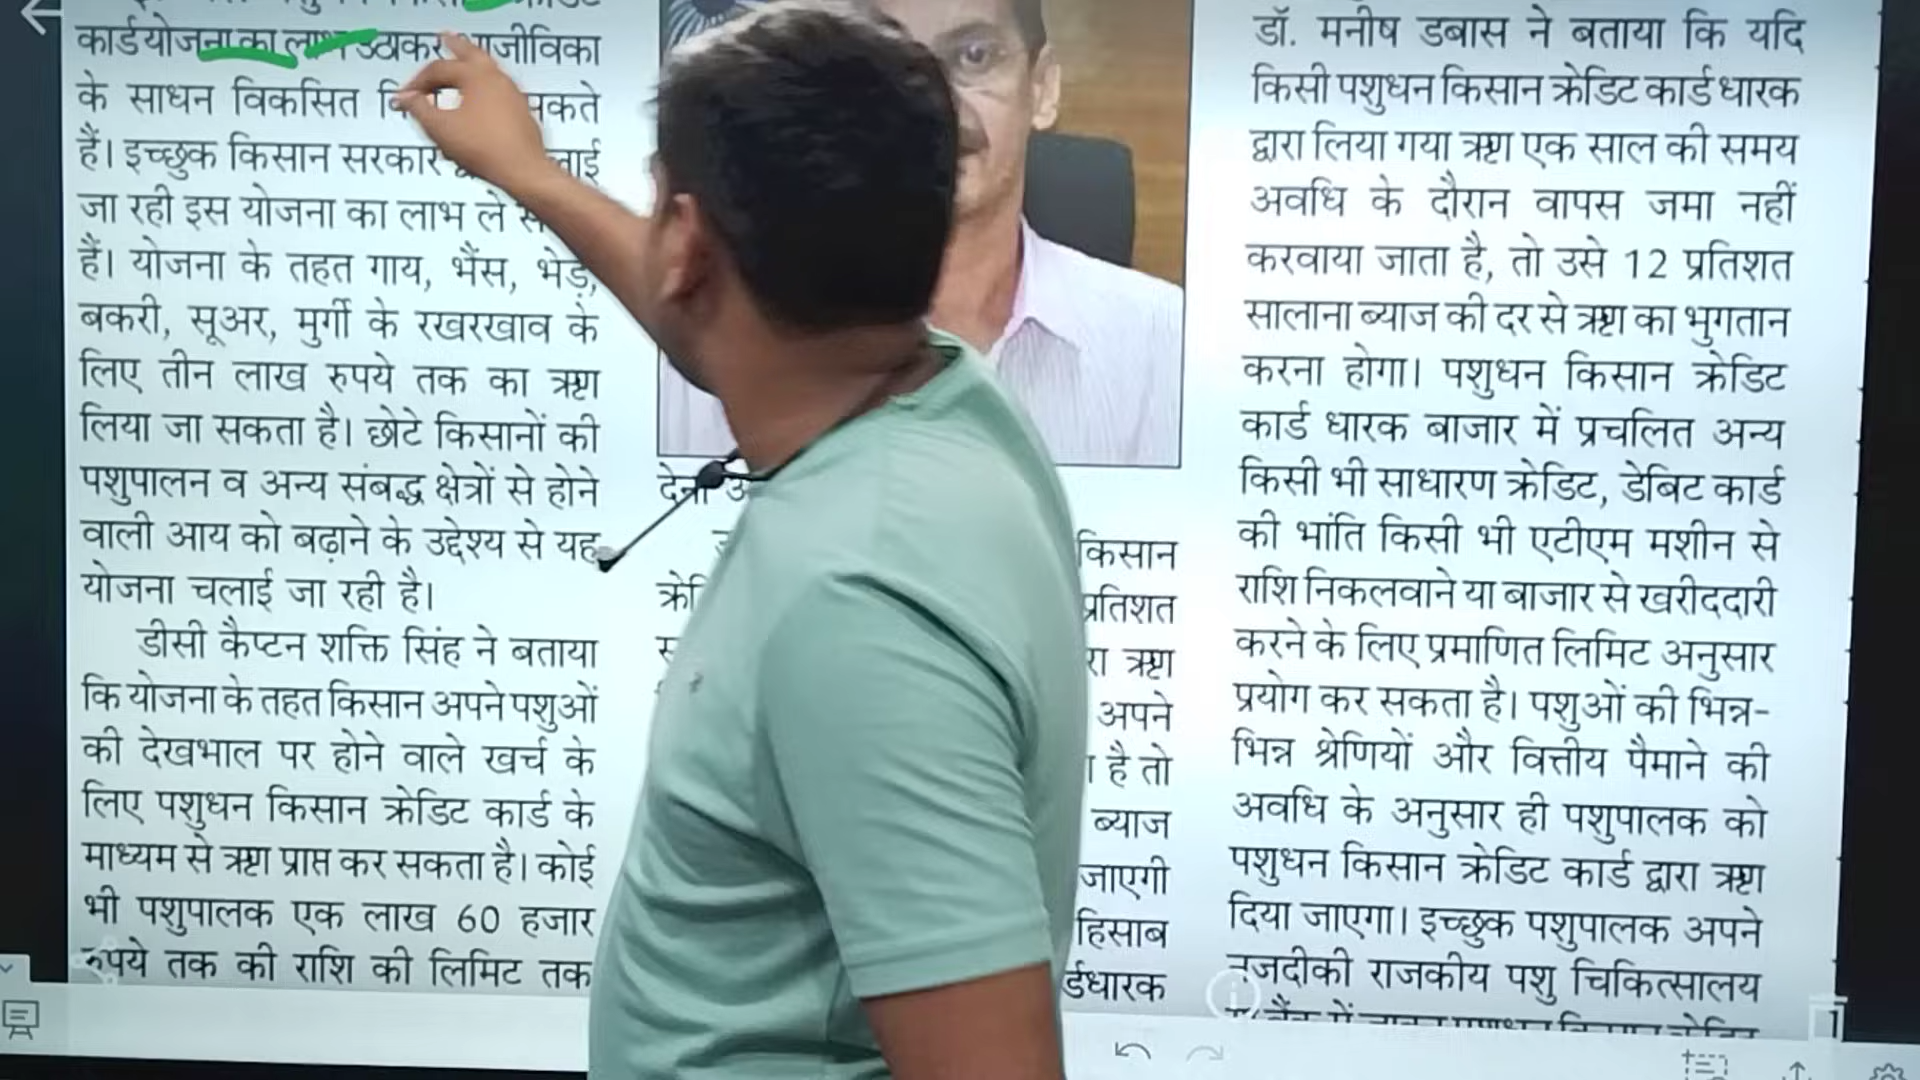 कार्ड योजना का लाभ उठाकर आजीविका
के साधन विकसित सकते
हैं। इच्छुक किसान सरकार
जा रही इस योजना का लाभ ले
हैं। योजना के तहत गाय, भैंस, भेड़,
बकरी, सूअर, मुर्गी के रखरखाव के
लिए तीन लाख रुपये तक का ऋण
लिया जा सकता है। छोटे किसानों की
पशुपालन व अन्य संबद्ध क्षेत्रों से होने
वाली आय को बढ़ाने के उद्देश्य से यह
योजना चलाई जा रही है।
डीसी कैप्टन शक्ति सिंह ने बताया
कि योजना के तहत किसान अपने पशुओं
की देखभाल पर होने वाले खर्च के
लिए पशुधन किसान क्रेडिट कार्ड के
माध्यम से ऋण प्राप्त कर सकता है। कोई
भी पशुपालक एक लाख 60 हजार
रुपये तक की राशि की लिमिट तक
किसान
प्रतिशत
ऋण
अपने
है तो
ब्याज
जाएगी
हिसाब
डॉ. मनीष डबास ने बताया कि यदि
किसी पशुधन किसान क्रेडिट कार्ड धारक
द्वारा लिया गया ऋण एक साल की समय
अवधि के दौरान वापस जमा नहीं
करवाया जाता है, तो उसे 12 प्रतिशत
सालाना ब्याज की दर से ऋण का भुगतान
करना होगा। पशुधन किसान क्रेडिट
कार्ड धारक बाजार में प्रचलित अन्य
किसी भी साधारण क्रेडिट, डेबिट कार्ड
की भांति किसी भी एटीएम मशीन से
राशि निकलवाने या बाजार से खरीददारी
करने के लिए प्रमाणित लिमिट अनुसार
प्रयोग कर सकता है। पशुओं की भिन्न-
भिन्न श्रेणियों और वित्तीय पैमाने की
अवधि के अनुसार ही पशुपालक को
पशुधन किसान क्रेडिट कार्ड द्वारा ऋण
दिया जाएगा। इच्छुक पशुपालक अपने
नजदीकी राजकीय पशु चिकित्सालय